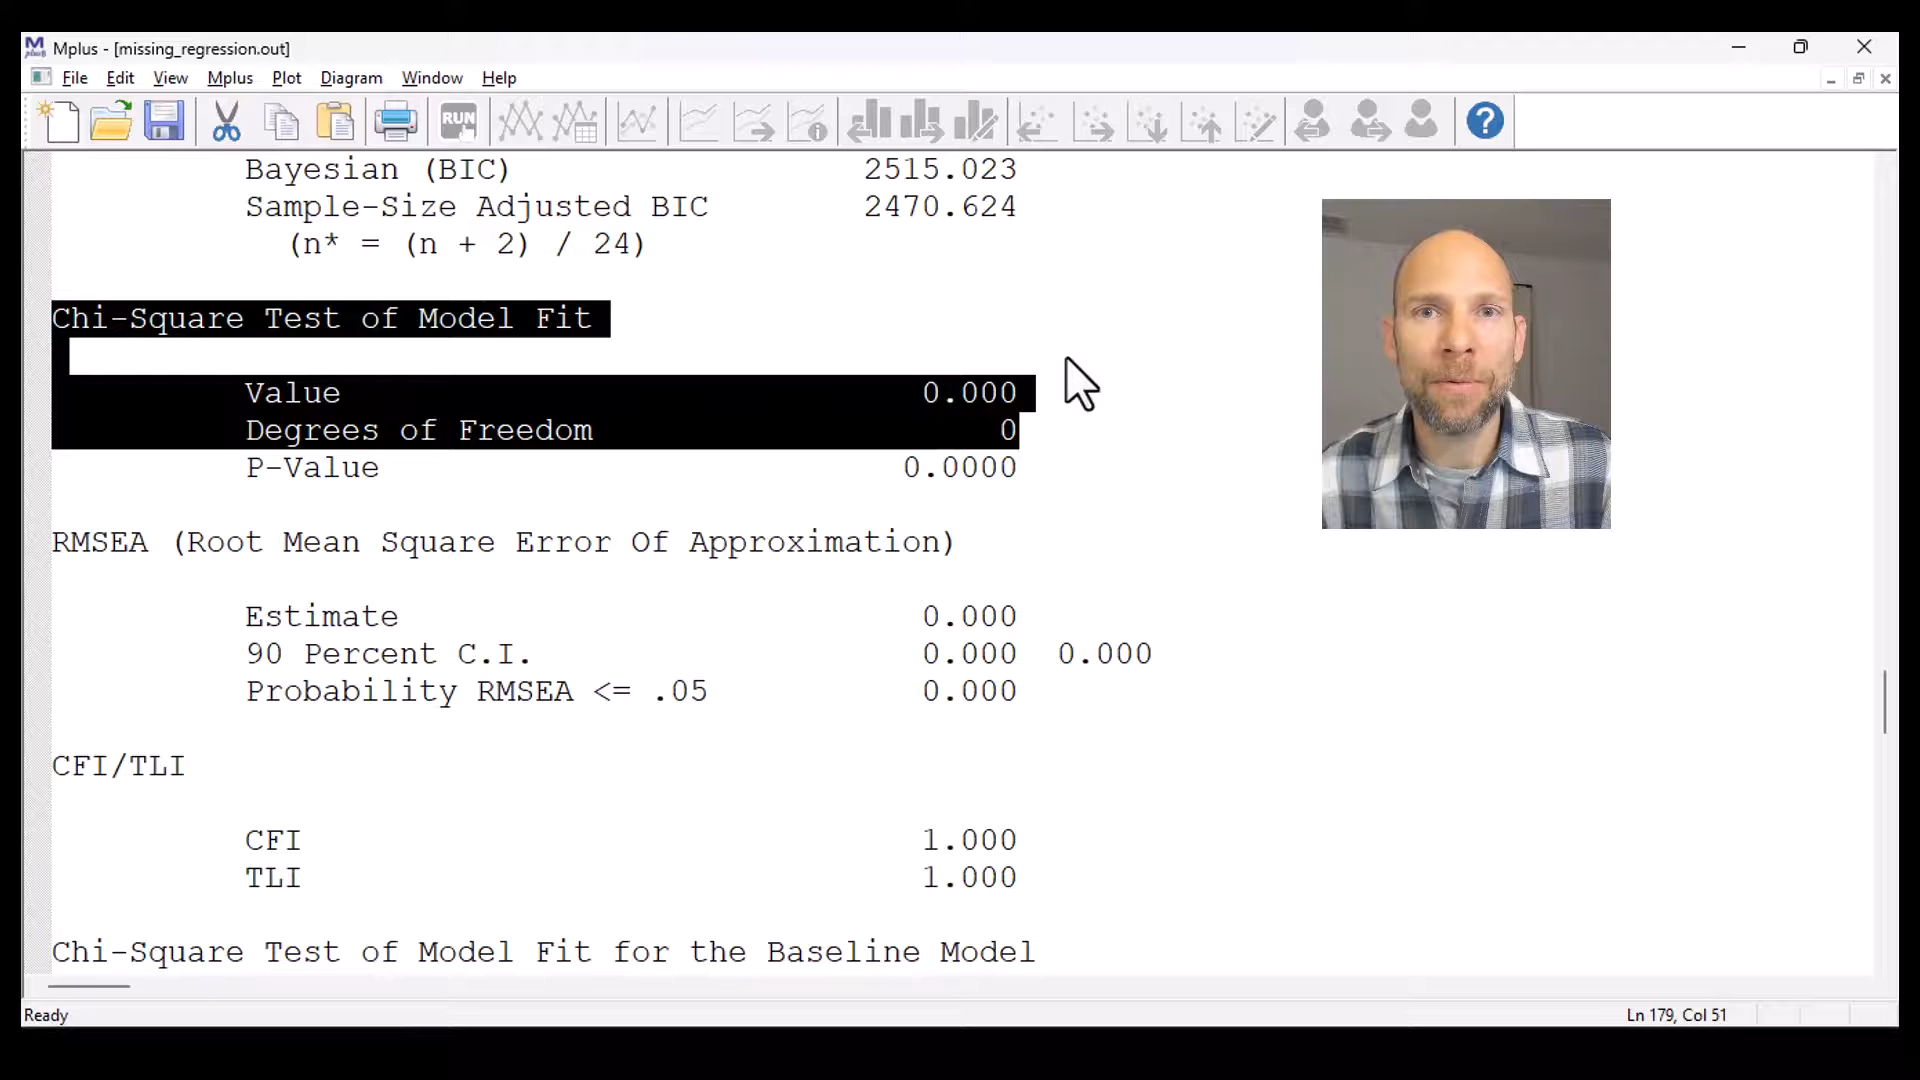 Mplus - [missing_regression.out]
File Edit View Mplus Plot Diagram Window Help
RUN
Bayesian (BIC) 2515.023
Sample-Size Adjusted BIC 2470.624
(n* = (n + 2) / 24)
Chi-Square Test of Model Fit
Value 0.000
Degrees of Freedom 0
P-Value 0.0000
RMSEA (Root Mean Square Error Of Approximation)
Estimate 0.000
90 Percent C.I. 0.000 0.000
Probability RMSEA <= .05 0.000
CFI/TLI
CFI 1.000
TLI 1.000
Chi-Square Test of Model Fit for the Baseline Model
Ready Ln 179, Col 51